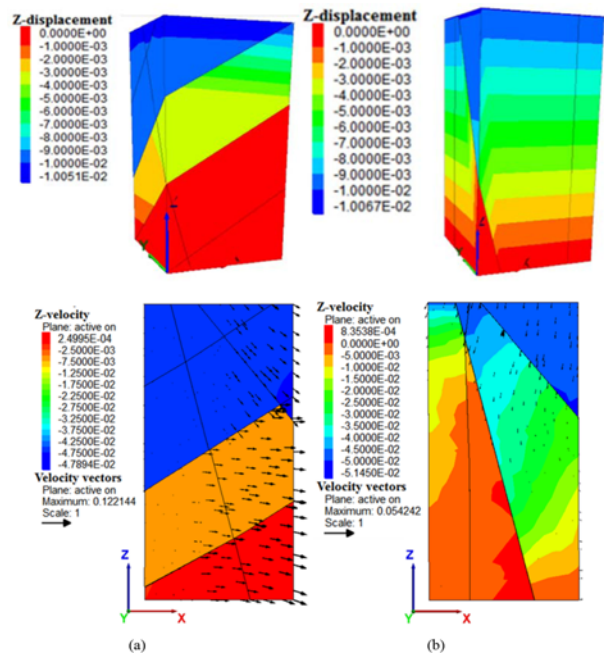 Z-displacement
0.0000E+00
-1.0000E-03
-2.0000E-03
-3.0000E-03
-4.0000E-03
-5.0000E-03
-6.0000E-03
-7.0000E-03
-8.0000E-03
-9.0000E-03
-1.0000E-02
-1.0051E-02
Z
Y
Z-displacement
0.0000E+00
-1.0000E-03
-2.0000E-03
-3.0000E-03
-4.0000E-03
-5.0000E-03
-6.0000E-03
-7.0000E-03
-8.0000E-03
-9.0000E-03
-1.0000E-02
-1.0067E-02
Z
Y
Z-velocity
Plane: active on
2.4995E-04
-2.5000E-03
-7.5000E-03
-1.2500E-02
-1.7500E-02
-2.2500E-02
-2.7500E-02
-3.2500E-02
-3.7500E-02
-4.2500E-02
-4.7894E-02
Velocity vectors
Plane: active on
Maximum: 0.122144
Scale: 1
Z
Y
X
(a)
Z-velocity
Plane: active on
8.3538E-04
0.0000E+00
-5.0000E-03
-1.0000E-02
-1.5000E-02
-2.0000E-02
-2.5000E-02
-3.0000E-02
-3.5000E-02
-4.0000E-02
-4.5000E-02
-5.0000E-02
-5.1450E-02
Velocity vectors
Plane: active on
Maximum: 0.054242
Scale: 1
Z
Y
X
(b)